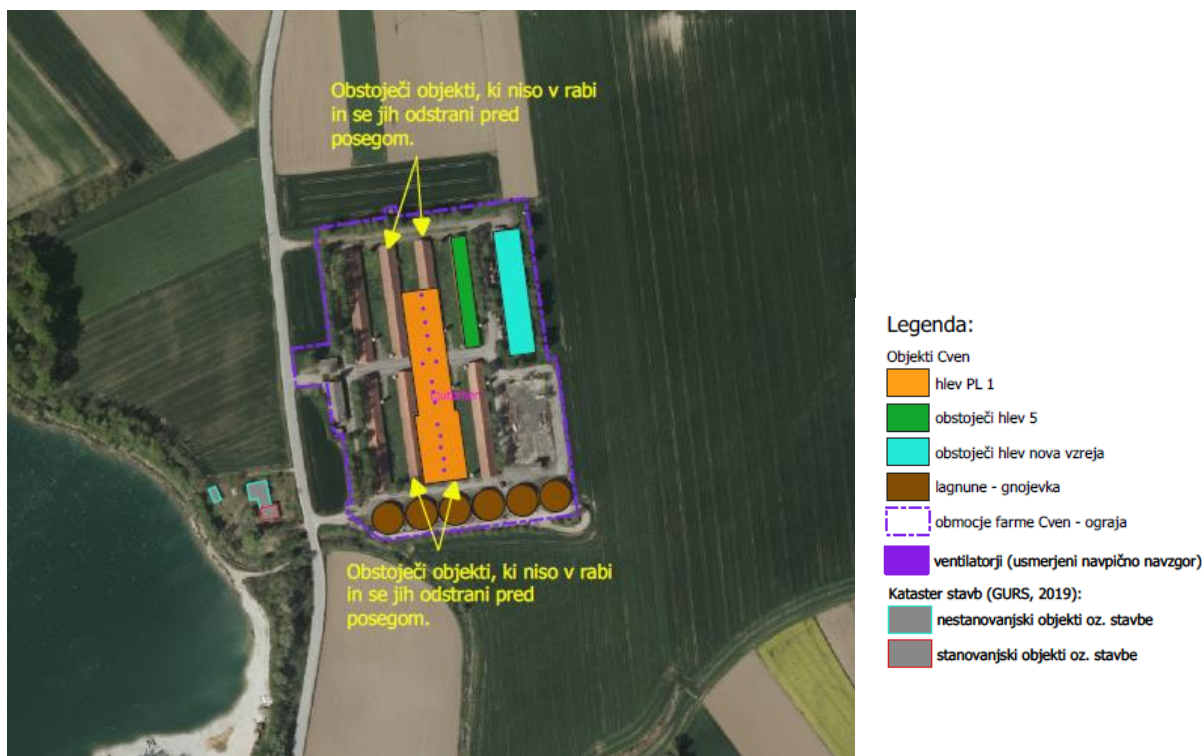 Obstoječi objekti, ki niso v rabi
in se jih odstrani pred
posegom.
Obstoječi objekti, ki niso v rabi
in se jih odstrani pred
posegom.
Legenda:
Objekti Cven
hlev PL 1
obstoječi hlev 5
obstoječi hlev nova vzreja
lagnune - gnojevka
obmocje farme Cven - ograja
ventilatorji (usmerjeni navpično navzgor)
Kataster stavb (GURS, 2019):
nestanovanjski objekti oz. stavbe
stanovanjski objekti oz. stavbe